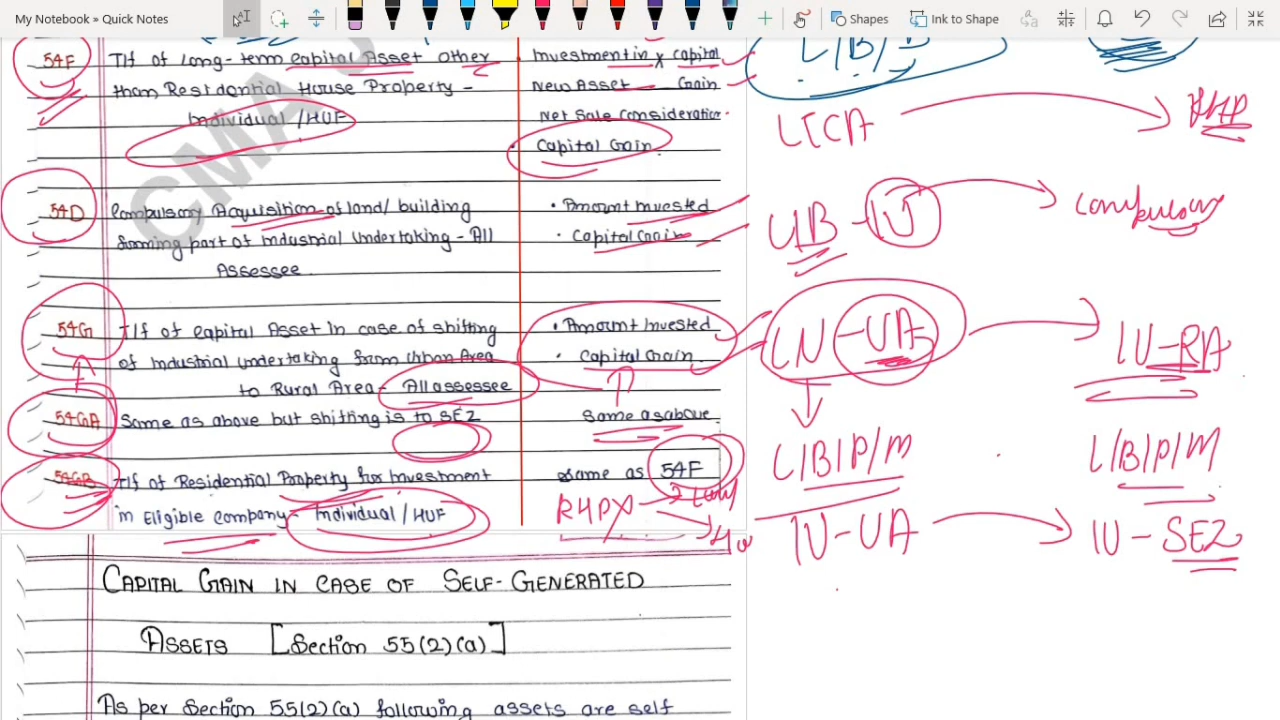 My Notebook » Quick Notes
Shapes
Ink to Shape
54F
T/f of Long-term Capital Asset other
than Residential House Property -
Individual/HUF
Investment in x capital
New Asset Gain
Net Sale Consideration
Capital Gain
L/B/B
LTCA
RHP
54D
Compulsory Acquisition of land/building
forming part of Industrial Undertaking - All
Assessee
• Amount Invested
• Capital Gain
L/B - IU
compulsory
54G
T/f of Capital Asset in case of shifting
of Industrial undertaking from Urban Area
to Rural Area - All assessee
• Amount Invested
• Capital Gain
- UA
IU - RA
54GA
Same as above but shifting is to SEZ
Same as above
L/B/P/M
L/B/P/M
54GB
T/f of Residential Property for Investment
in Eligible company - Individual/HUF
same as 54F
RHPX
IU - UA
IU - SEZ
CMA
CAPITAL GAIN IN CASE OF SELF-GENERATED
ASSETS [Section 55(2)(a)]
As per Section 55(2)(a) following assets are self